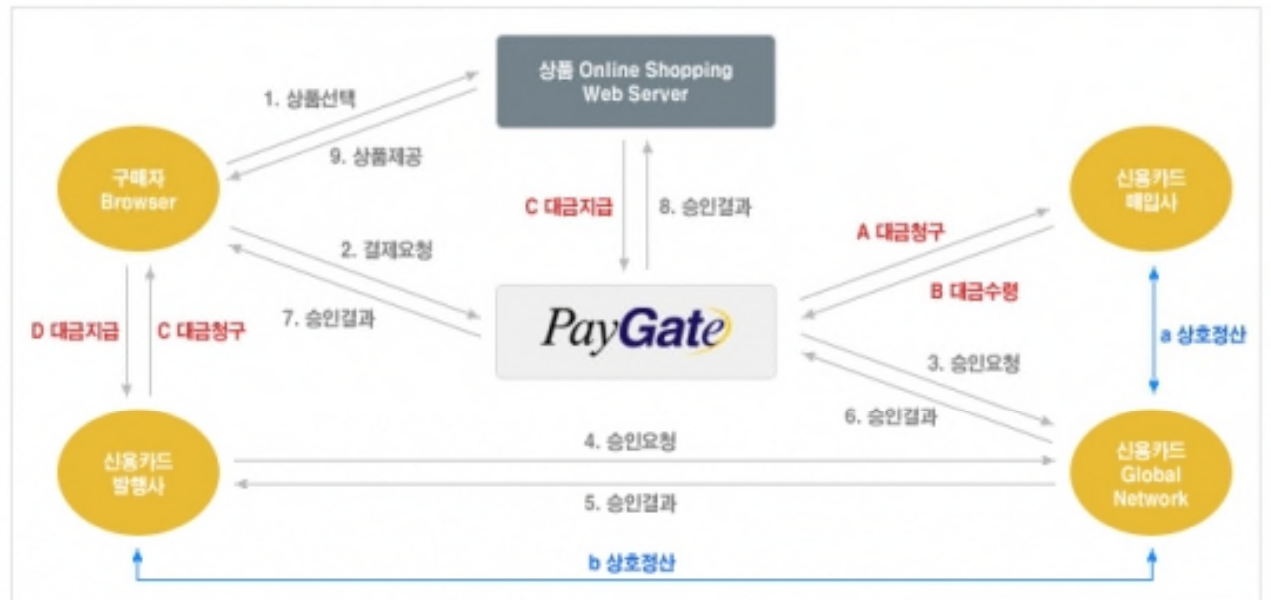 상품 Online Shopping
Web Server
1. 상품선택
9. 상품제공
구매자
Browser
신용카드
매입사
C 대금지급
8. 승인결과
A 대금청구
B 대금수령
2. 결제요청
7. 승인결과
PayGate
D 대금지급
C 대금청구
a 상호정산
3. 승인요청
6. 승인결과
4. 승인요청
5. 승인결과
신용카드
발행사
신용카드
Global
Network
b 상호정산